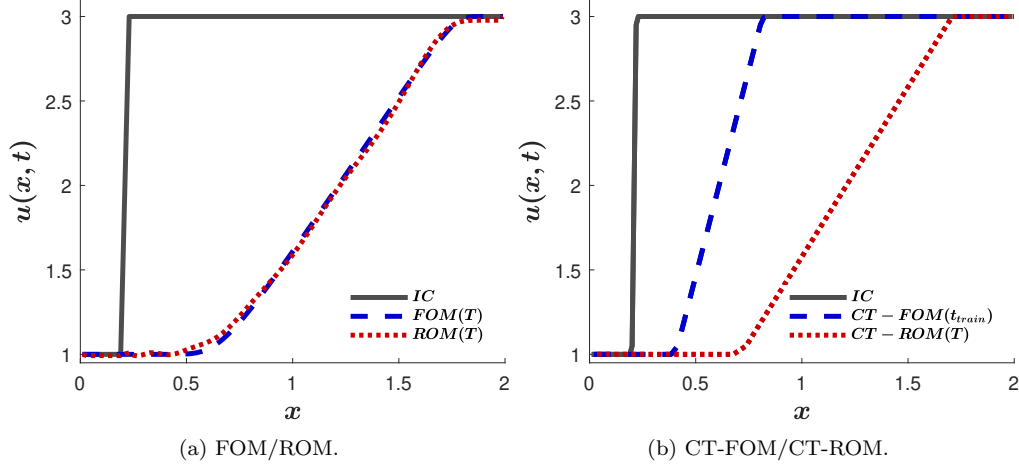 3
2.5
2
1.5
1
u(x, t)
0
0.5
1
1.5
2
x
IC
FOM(T)
ROM(T)
(a) FOM/ROM.
3
2.5
2
1.5
1
u(x, t)
0
0.5
1
1.5
2
x
IC
CT − FOM(t_train)
CT − ROM(T)
(b) CT-FOM/CT-ROM.